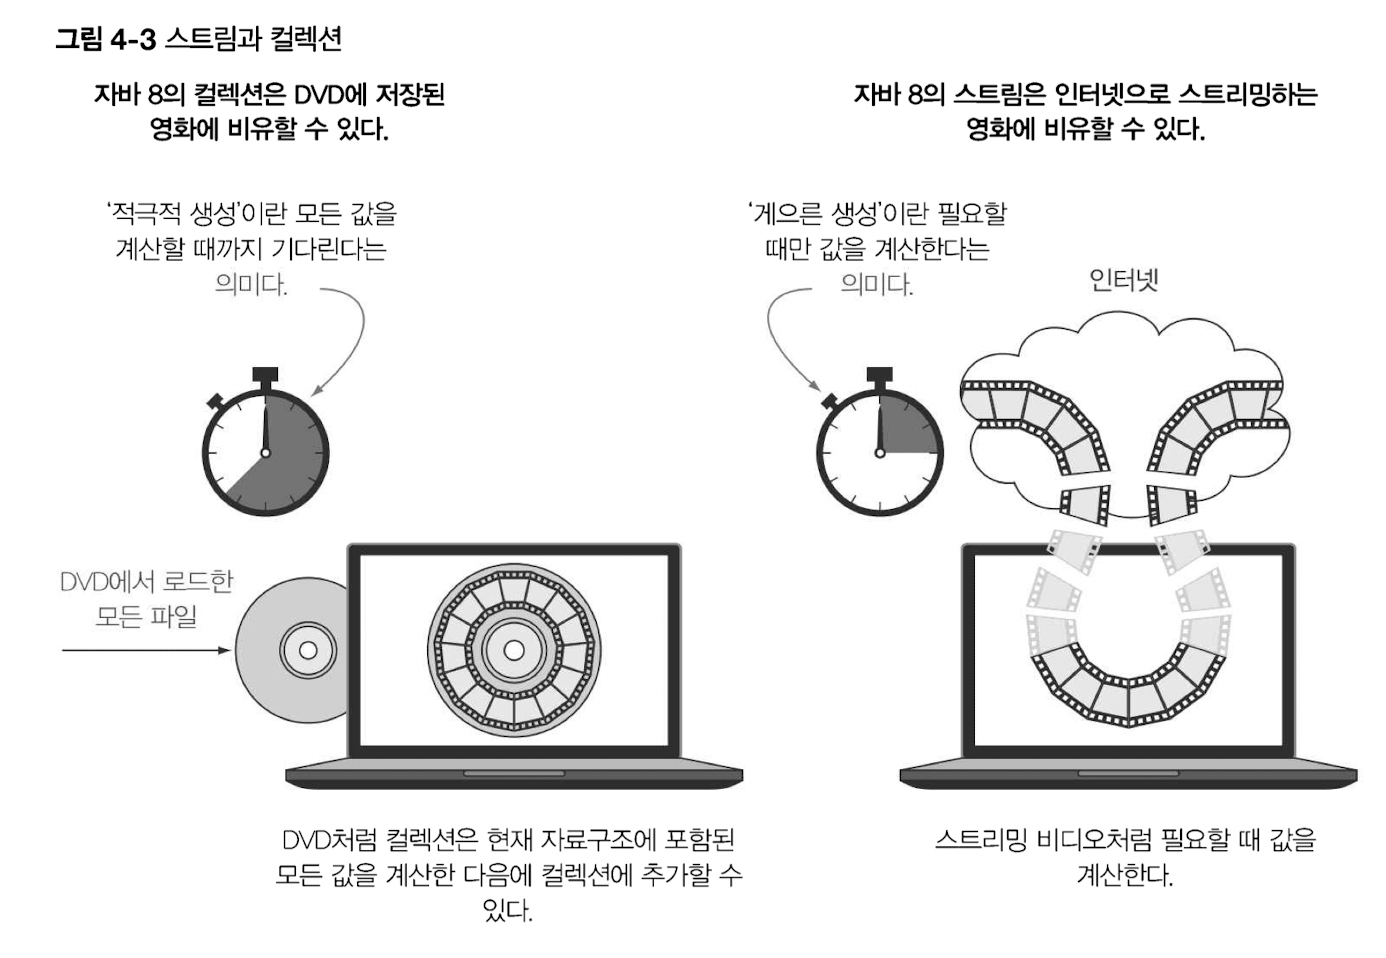 그림 4-3 스트림과 컬렉션
자바 8의 컬렉션은 DVD에 저장된
영화에 비유할 수 있다.
자바 8의 스트림은 인터넷으로 스트리밍하는
영화에 비유할 수 있다.
‘적극적 생성’이란 모든 값을
계산할 때까지 기다린다는
의미다.
‘게으른 생성’이란 필요할
때만 값을 계산한다는
의미다.
인터넷
DVD에서 로드한
모든 파일
DVD처럼 컬렉션은 현재 자료구조에 포함된
모든 값을 계산한 다음에 컬렉션에 추가할 수
있다.
스트리밍 비디오처럼 필요할 때 값을
계산한다.